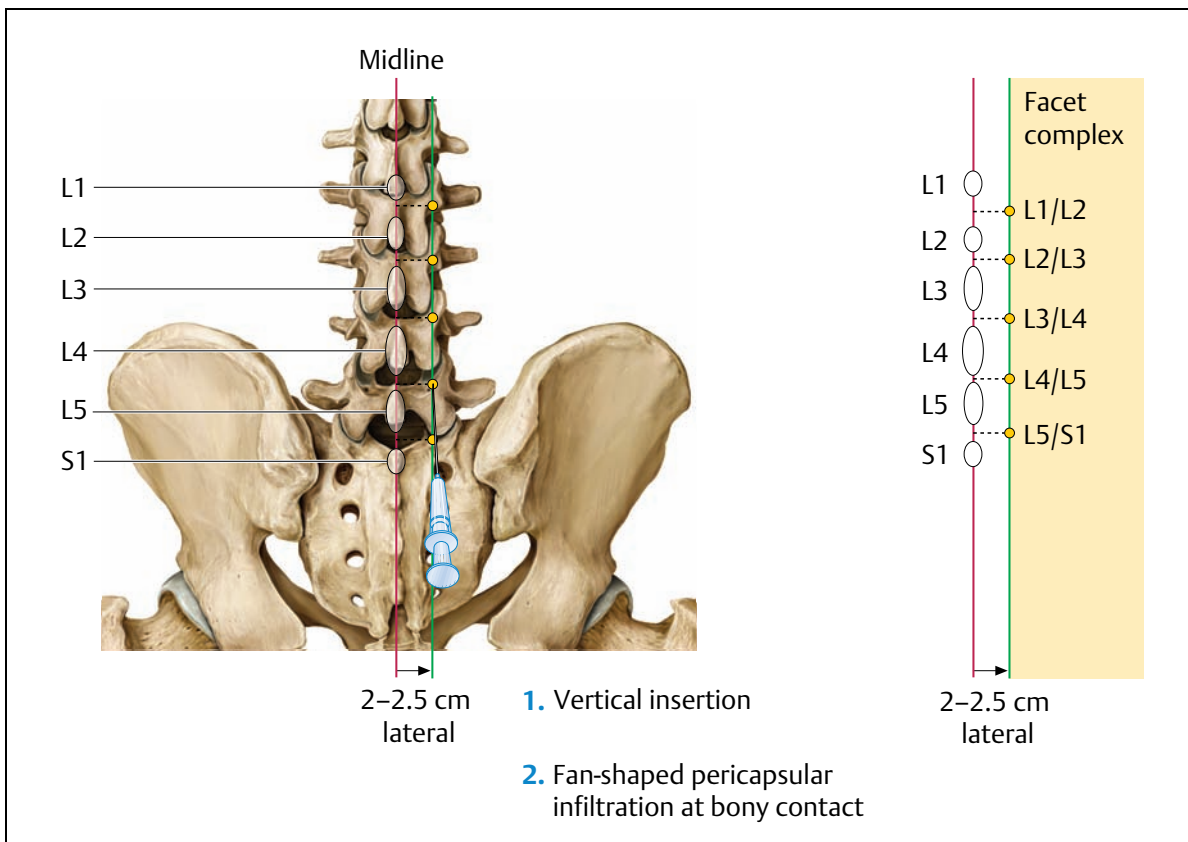 Midline
L1
L2
L3
L4
L5
S1
2–2.5 cm
lateral
1. Vertical insertion
2. Fan-shaped pericapsular
infiltration at bony contact
Facet
complex
L1
L1/L2
L2
L2/L3
L3
L3/L4
L4
L4/L5
L5
L5/S1
S1
2–2.5 cm
lateral